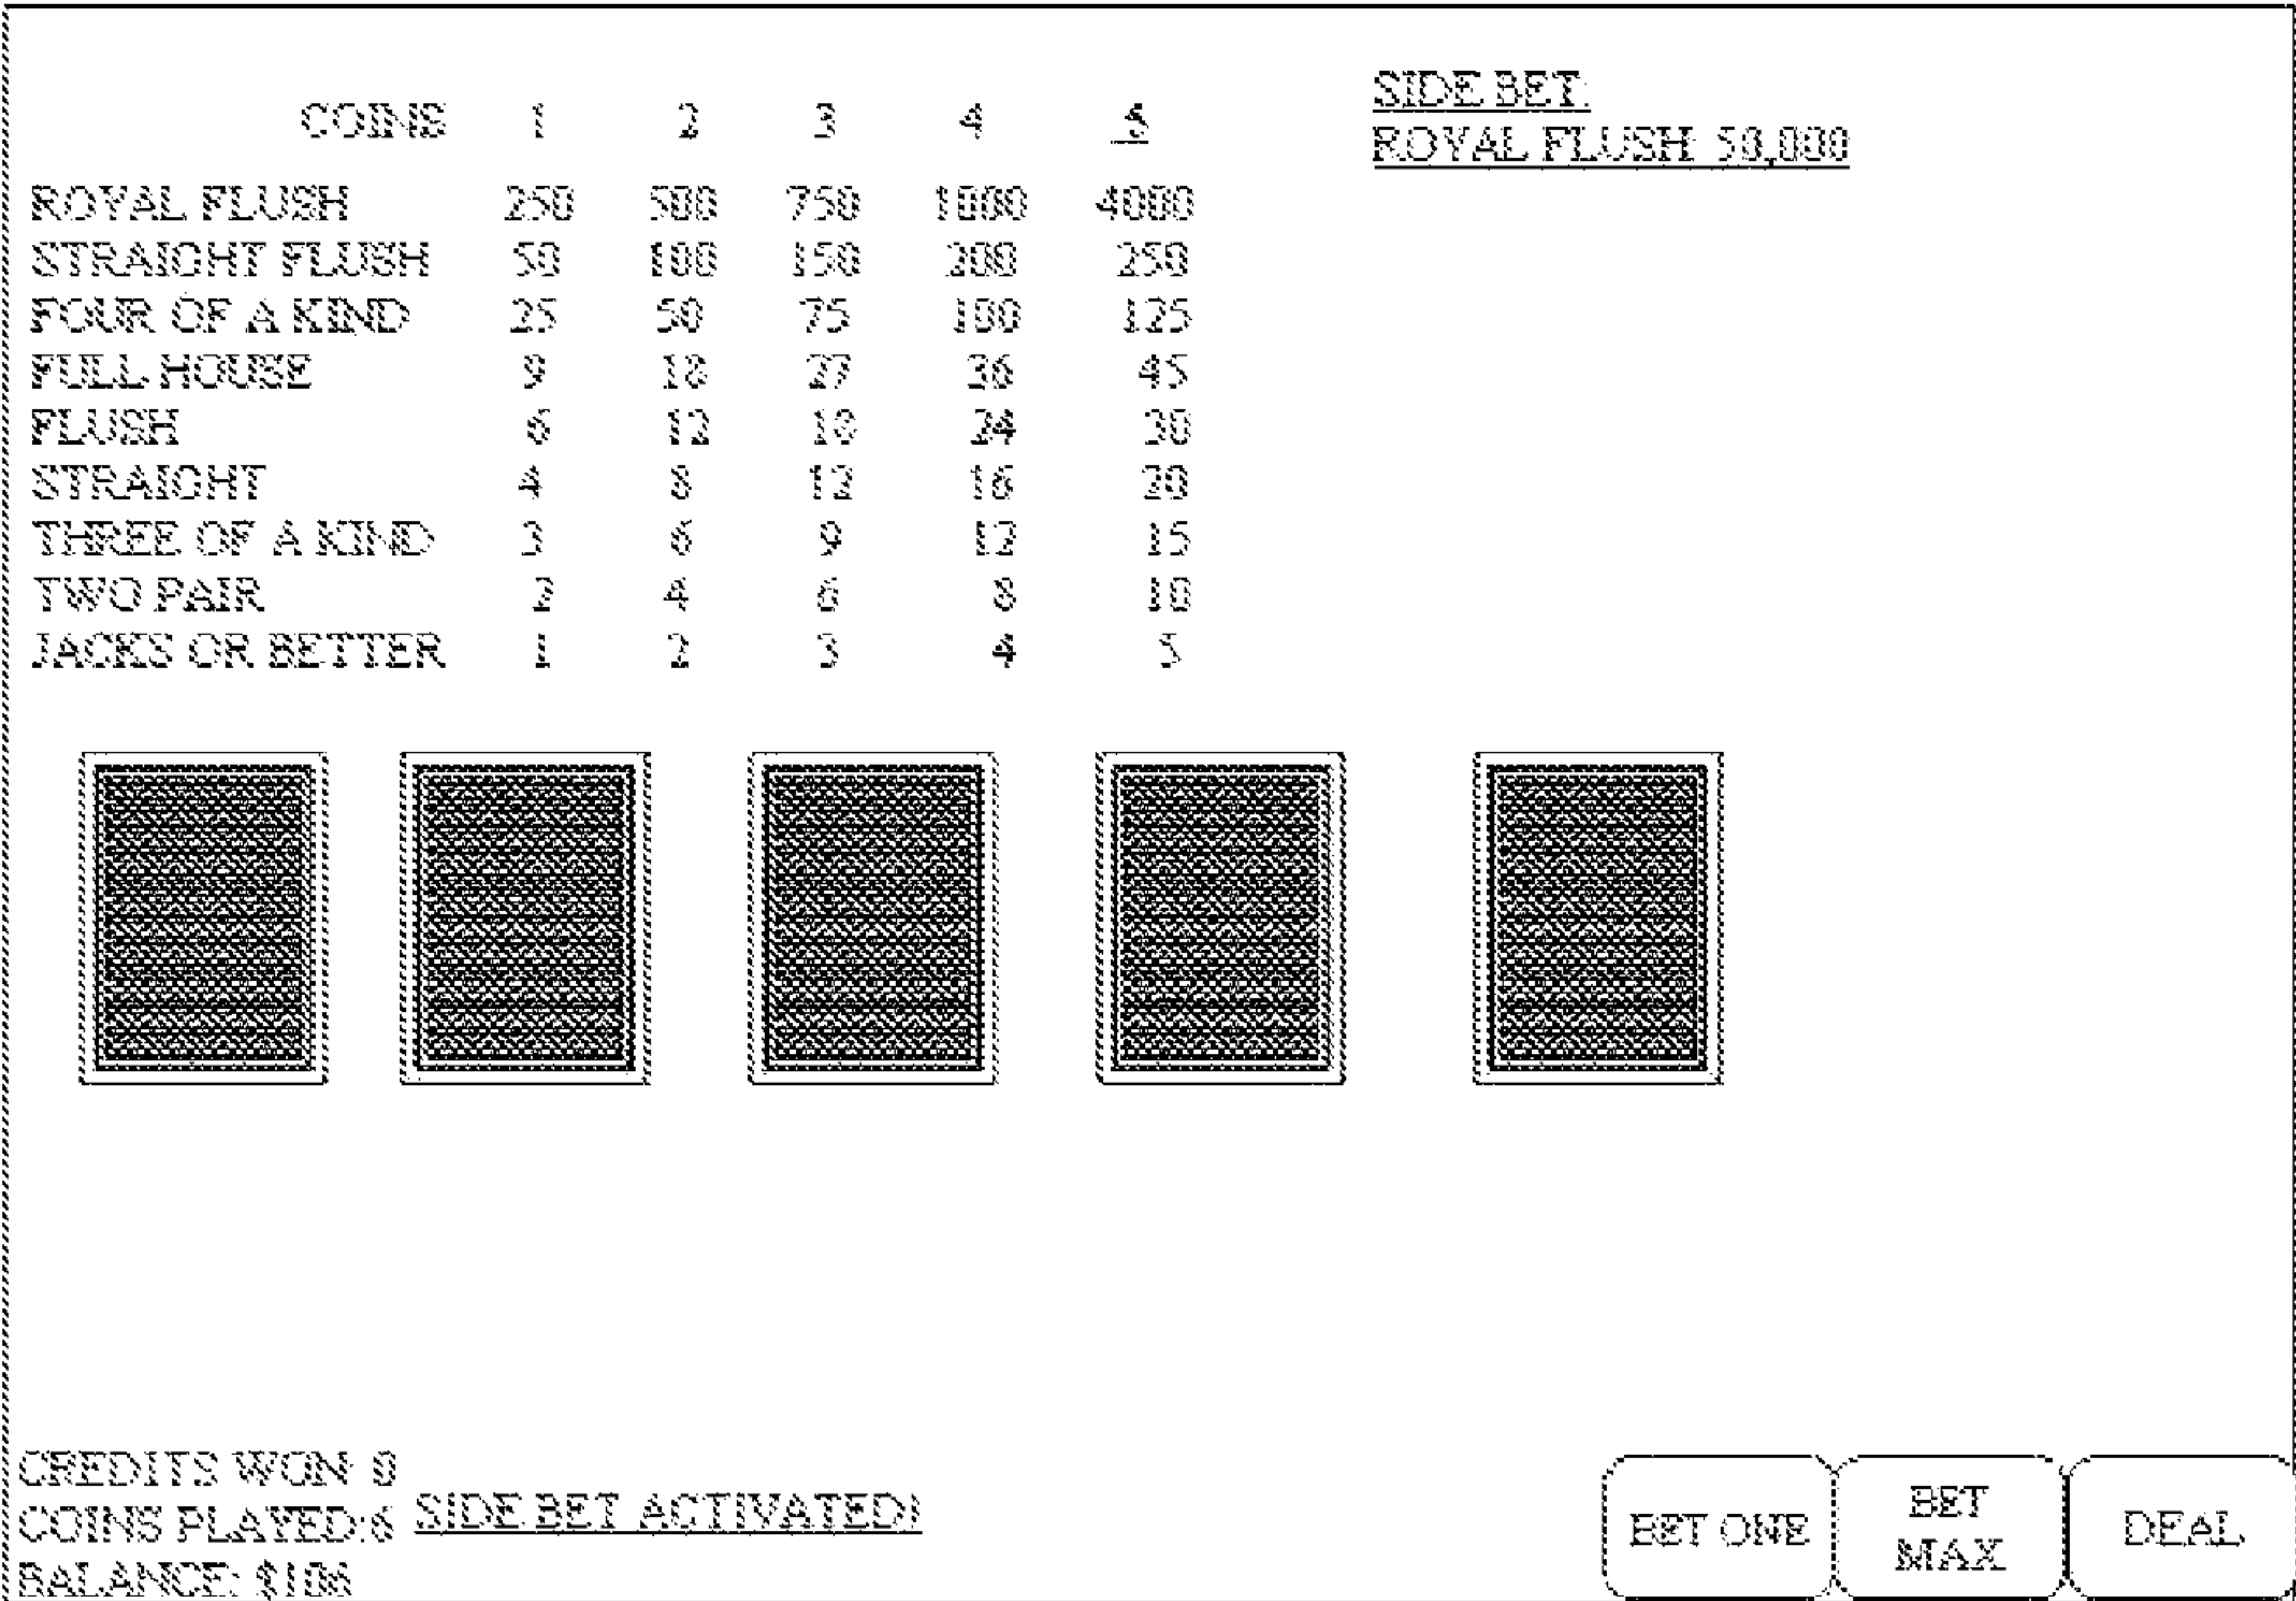 COINS 1 2 3 4 5
ROYAL FLUSH 250 500 750 1000 4000
STRAIGHT FLUSH 50 100 150 200 250
FOUR OF A KIND 25 50 75 100 125
FULL HOUSE 9 18 27 36 45
FLUSH 6 12 18 24 30
STRAIGHT 4 8 12 16 20
THREE OF A KIND 3 6 9 12 15
TWO PAIR 2 4 6 8 10
JACKS OR BETTER 1 2 3 4 5
SIDE BET:
ROYAL FLUSH: 50,000
CREDITS WON: 0
COINS PLAYED:6
BALANCE: $106
SIDE BET ACTIVATED!
BET ONE
BET
MAX
DEAL